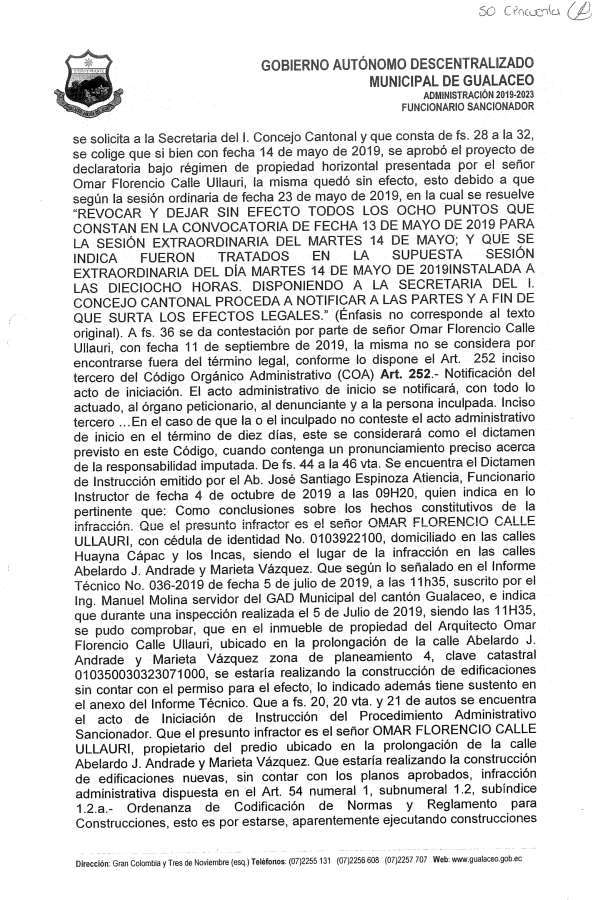 50 Cincuenta
GOBIERNO AUTÓNOMO DESCENTRALIZADO
MUNICIPAL DE GUALACEO
ADMINISTRACIÓN 2019-2023
FUNCIONARIO SANCIONADOR
se solicita a la Secretaria del I. Concejo Cantonal y que consta de fs. 28 a la 32,
se colige que si bien con fecha 14 de mayo de 2019, se aprobó el proyecto de
declaratoria bajo régimen de propiedad horizontal presentada por el señor
Omar Florencio Calle Ullauri, la misma quedó sin efecto, esto debido a que
según la sesión ordinaria de fecha 23 de mayo de 2019, en la cual se resuelve
“REVOCAR Y DEJAR SIN EFECTO TODOS LOS OCHO PUNTOS QUE
CONSTAN EN LA CONVOCATORIA DE FECHA 13 DE MAYO DE 2019 PARA
LA SESIÓN EXTRAORDINARIA DEL MARTES 14 DE MAYO; Y QUE SE
INDICA FUERON TRATADOS EN LA SUPUESTA SESIÓN
EXTRAORDINARIA DEL DÍA MARTES 14 DE MAYO DE 2019INSTALADA A
LAS DIECIOCHO HORAS. DISPONIENDO A LA SECRETARIA DEL I.
CONCEJO CANTONAL PROCEDA A NOTIFICAR A LAS PARTES Y A FIN DE
QUE SURTA LOS EFECTOS LEGALES.” (Énfasis no corresponde al texto
original). A fs. 36 se da contestación por parte de señor Omar Florencio Calle
Ullauri, con fecha 11 de septiembre de 2019, la misma no se considera por
encontrarse fuera del término legal, conforme lo dispone el Art. 252 inciso
tercero del Código Orgánico Administrativo (COA) Art. 252.- Notificación del
acto de iniciación. El acto administrativo de inicio se notificará, con todo lo
actuado, al órgano peticionario, al denunciante y a la persona inculpada. Inciso
tercero ...En el caso de que la o el inculpado no conteste el acto administrativo
de inicio en el término de diez días, este se considerará como el dictamen
previsto en este Código, cuando contenga un pronunciamiento preciso acerca
de la responsabilidad imputada. De fs. 44 a la 46 vta. Se encuentra el Dictamen
de Instrucción emitido por el Ab. José Santiago Espinoza Atiencia, Funcionario
Instructor de fecha 4 de octubre de 2019 a las 09H20, quien indica en lo
pertinente que: Como conclusiones sobre los hechos constitutivos de la
infracción. Que el presunto infractor es el señor OMAR FLORENCIO CALLE
ULLAURI, con cédula de identidad No. 0103922100, domiciliado en las calles
Huayna Cápac y los Incas, siendo el lugar de la infracción en las calles
Abelardo J. Andrade y Marieta Vázquez. Que según lo señalado en el Informe
Técnico No. 036-2019 de fecha 5 de julio de 2019, a las 11h35, suscrito por el
Ing. Manuel Molina servidor del GAD Municipal del cantón Gualaceo, e indica
que durante una inspección realizada el 5 de Julio de 2019, siendo las 11H35,
se pudo comprobar, que en el inmueble de propiedad del Arquitecto Omar
Florencio Calle Ullauri, ubicado en la prolongación de la calle Abelardo J.
Andrade y Marieta Vázquez zona de planeamiento 4, clave catastral
010350030323071000, se estaría realizando la construcción de edificaciones
sin contar con el permiso para el efecto, lo indicado además tiene sustento en
el anexo del Informe Técnico. Que a fs. 20, 20 vta. y 21 de autos se encuentra
el acto de Iniciación de Instrucción del Procedimiento Administrativo
Sancionador. Que el presunto infractor es el señor OMAR FLORENCIO CALLE
ULLAURI, propietario del predio ubicado en la prolongación de la calle
Abelardo J. Andrade y Marieta Vázquez. Que estaría realizando la construcción
de edificaciones nuevas, sin contar con los planos aprobados, infracción
administrativa dispuesta en el Art. 54 numeral 1, subnumeral 1.2, subíndice
1.2.a.- Ordenanza de Codificación de Normas y Reglamento para
Construcciones, esto es por estarse, aparentemente ejecutando construcciones
Dirección: Gran Colombia y Tres de Noviembre (esq.) Teléfonos: (07)2255 131 (07)2256 608 (07)2257 707 Web: www.gualaceo.gob.ec